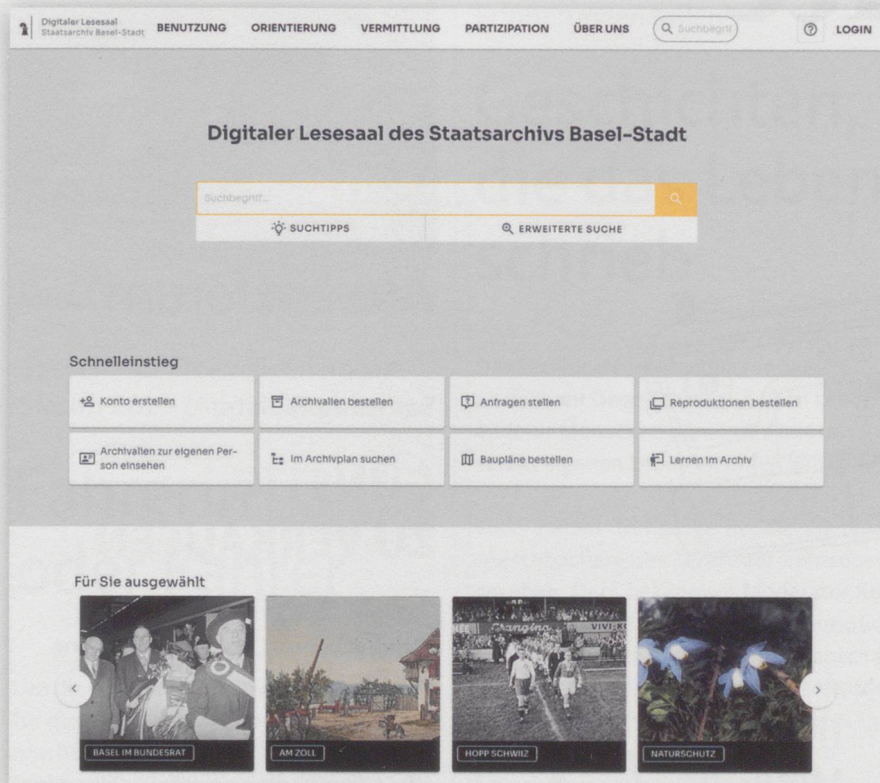 Digitaler Lesesaal
Staatsarchiv Basel-Stadt
BENUTZUNG ORIENTIERUNG VERMITTLUNG PARTIZIPATION ÜBER UNS Suchbegriff LOGIN
Digitaler Lesesaal des Staatsarchivs Basel-Stadt
Suchbegriff...
SUCHTIPPS ERWEITERTE SUCHE
Schnelleinstieg
Konto erstellen Archivalien bestellen Anfragen stellen Reproduktionen bestellen
Archivalien zur eigenen Per-
son einsehen
Im Archivplan suchen Baupläne bestellen Lernen im Archiv
Für Sie ausgewählt
VIVI-K
BASEL IM BUNDESRAT AM ZOLL HOPP SCHWIIZ NATURSCHUTZ